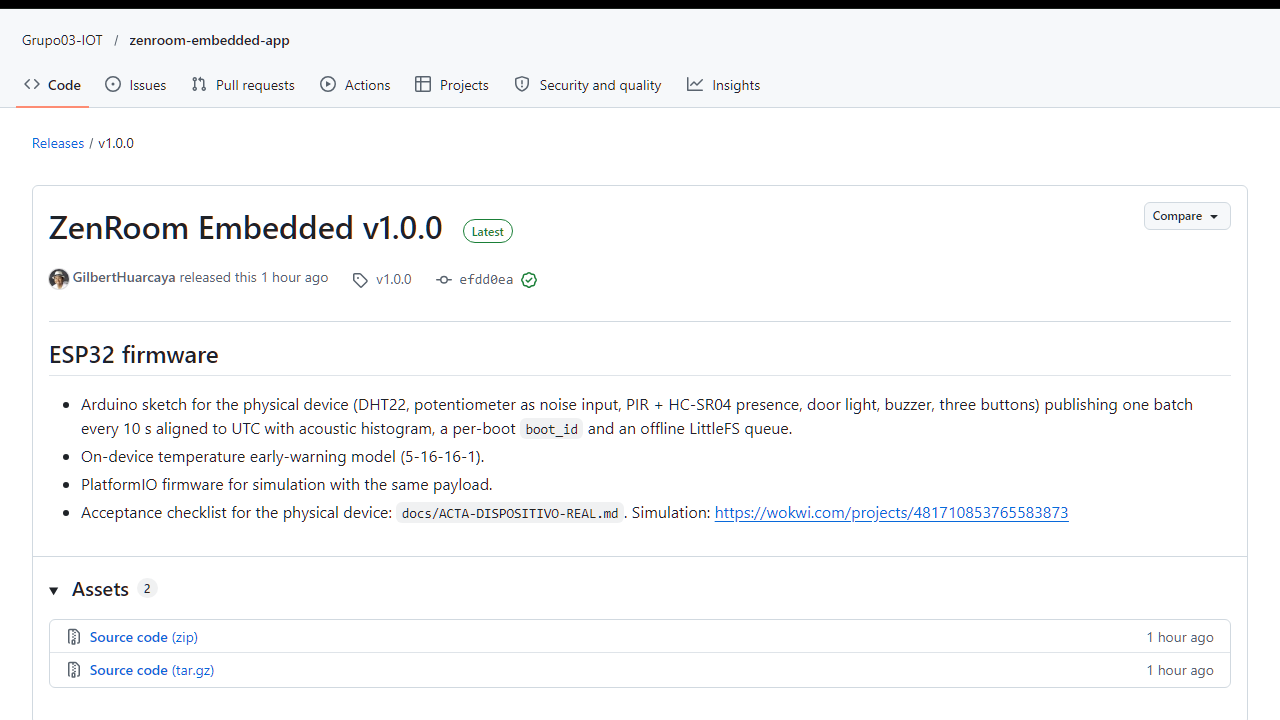 Grupo03-IOT / zenroom-embedded-app
Code Issues Pull requests Actions Projects Security and quality Insights
Releases / v1.0.0
ZenRoom Embedded v1.0.0 Latest Compare
GilbertHuarcaya released this 1 hour ago v1.0.0 efdd0ea
ESP32 firmware
Arduino sketch for the physical device (DHT22, potentiometer as noise input, PIR + HC-SR04 presence, door light, buzzer, three buttons) publishing one batch
every 10 s aligned to UTC with acoustic histogram, a per-boot boot_id and an offline LittleFS queue.
On-device temperature early-warning model (5-16-16-1).
PlatformIO firmware for simulation with the same payload.
Acceptance checklist for the physical device: docs/ACTA-DISPOSITIVO-REAL.md . Simulation: https://wokwi.com/projects/481710853765583873
Assets 2
Source code (zip) 1 hour ago
Source code (tar.gz) 1 hour ago